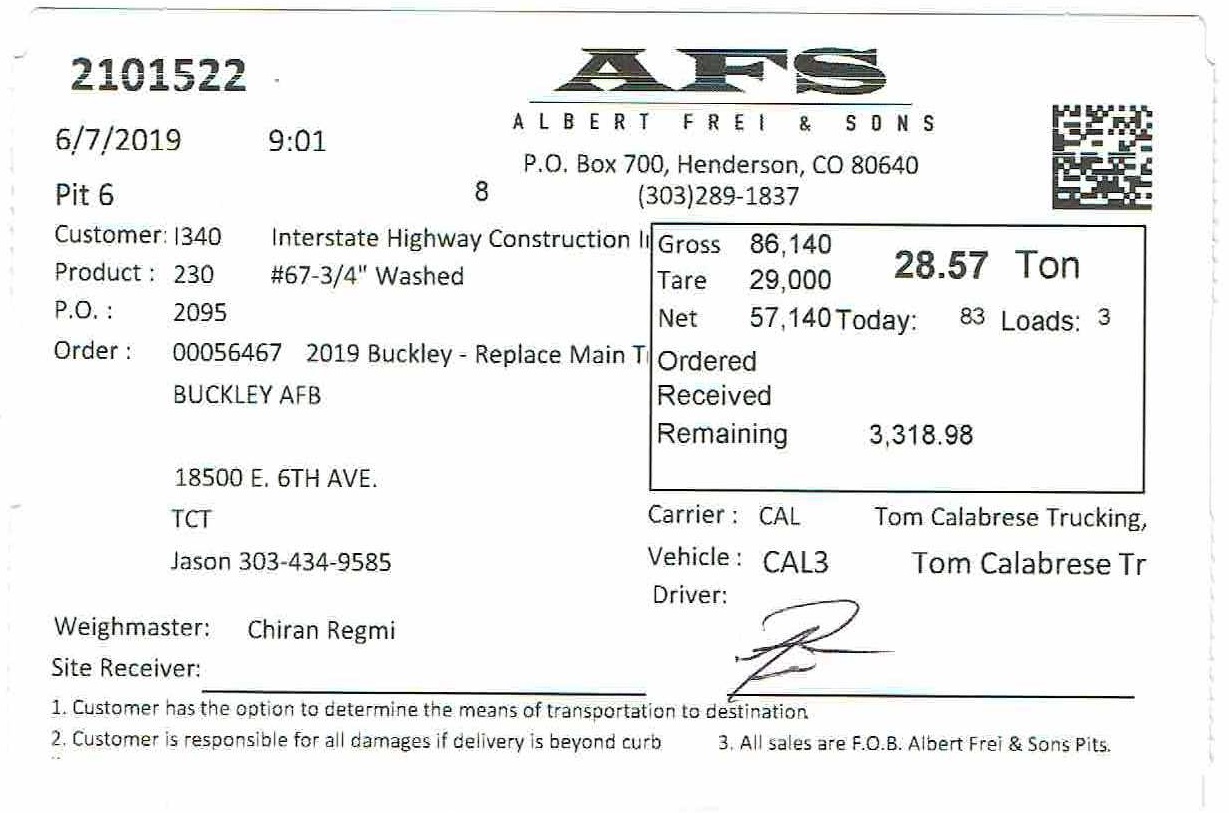 2101522
AFS
ALBERT FREI & SONS
6/7/2019 9:01
P.O. Box 700, Henderson, CO 80640
Pit 6 8 (303)289-1837
Customer: I340 Interstate Highway Construction I
Product : 230 #67-3/4" Washed
P.O. : 2095
Order : 00056467 2019 Buckley - Replace Main T
BUCKLEY AFB
18500 E. 6TH AVE.
TCT
Jason 303-434-9585
Gross 86,140 28.57 Ton
Tare 29,000
Net 57,140 Today: 83 Loads: 3
Ordered
Received
Remaining 3,318.98
Carrier : CAL Tom Calabrese Trucking,
Vehicle : CAL3 Tom Calabrese Tr
Driver:
Weighmaster: Chiran Regmi
Site Receiver:
1. Customer has the option to determine the means of transportation to destination
2. Customer is responsible for all damages if delivery is beyond curb 3. All sales are F.O.B. Albert Frei & Sons Pits.